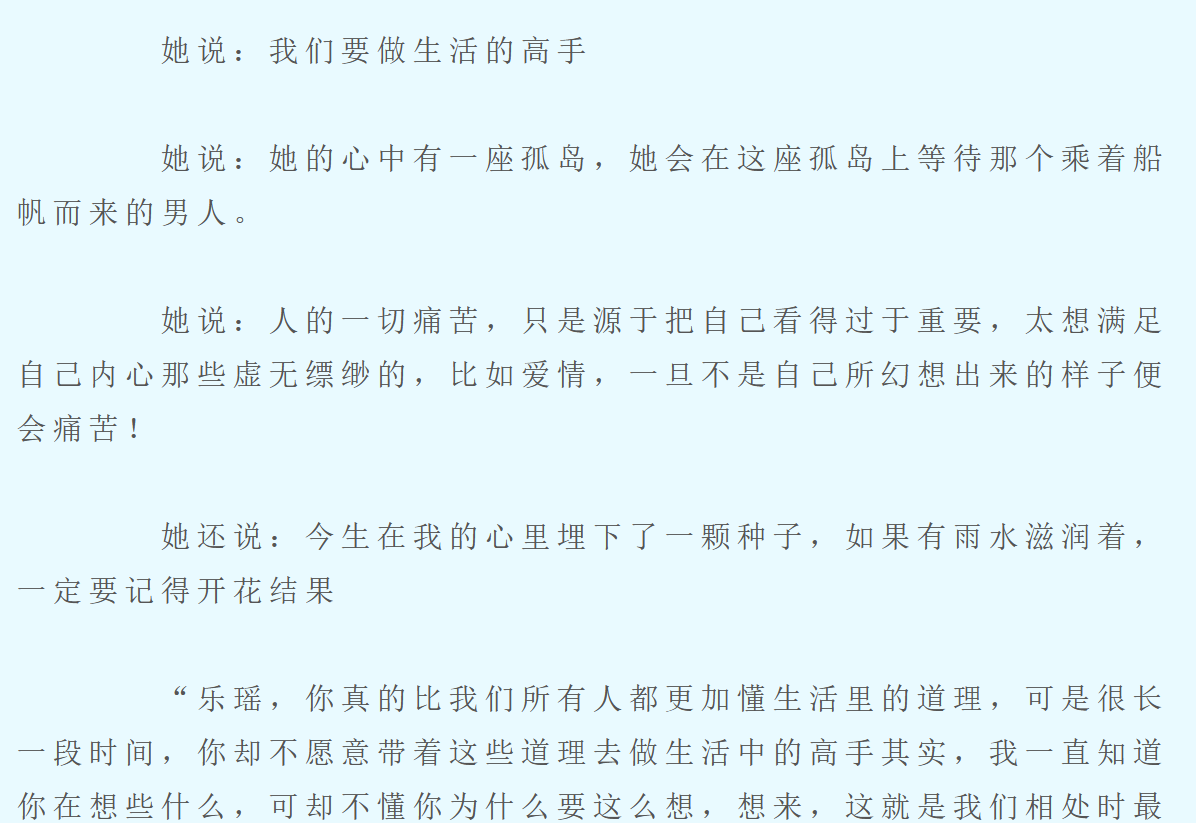 她说：我们要做生活的高手
她说：她的心中有一座孤岛，她会在这座孤岛上等待那个乘着船
帆而来的男人。
她说：人的一切痛苦，只是源于把自己看得过于重要，太想满足
自己内心那些虚无缥缈的，比如爱情，一旦不是自己所幻想出来的样子便
会痛苦！
她还说：今生在我的心里埋下了一颗种子，如果有雨水滋润着，
一定要记得开花结果
“乐瑶，你真的比我们所有人都更加懂生活里的道理，可是很长
一段时间，你却不愿意带着这些道理去做生活中的高手其实，我一直知道
你在想些什么，可却不懂你为什么要这么想，想来，这就是我们相处时最